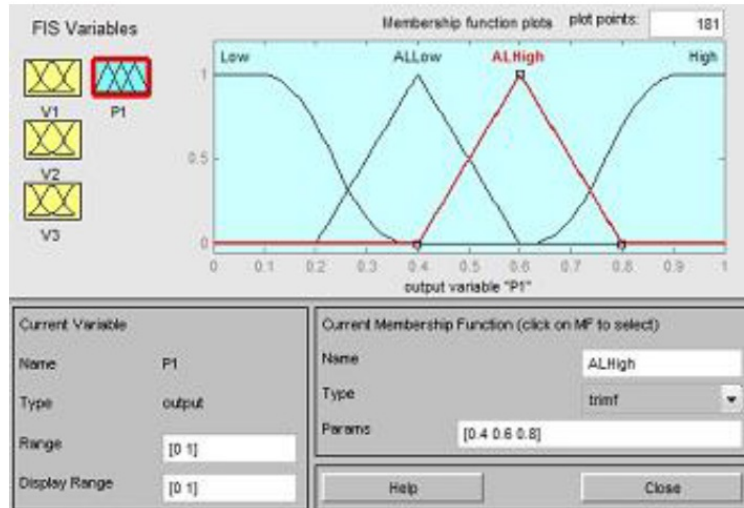 FIS Variables
Membership function plots
plot points:
181
V1
P1
V2
V3
Low
ALLow
ALHigh
High
1
0.5
0
0 0.1 0.2 0.3 0.4 0.5 0.6 0.7 0.8 0.9 1
output variable "P1"
Current Variable
Name P1
Type output
Range [0 1]
Display Range [0 1]
Current Membership Function (click on MF to select)
Name ALHigh
Type trimf
Params [0.4 0.6 0.8]
Help
Close